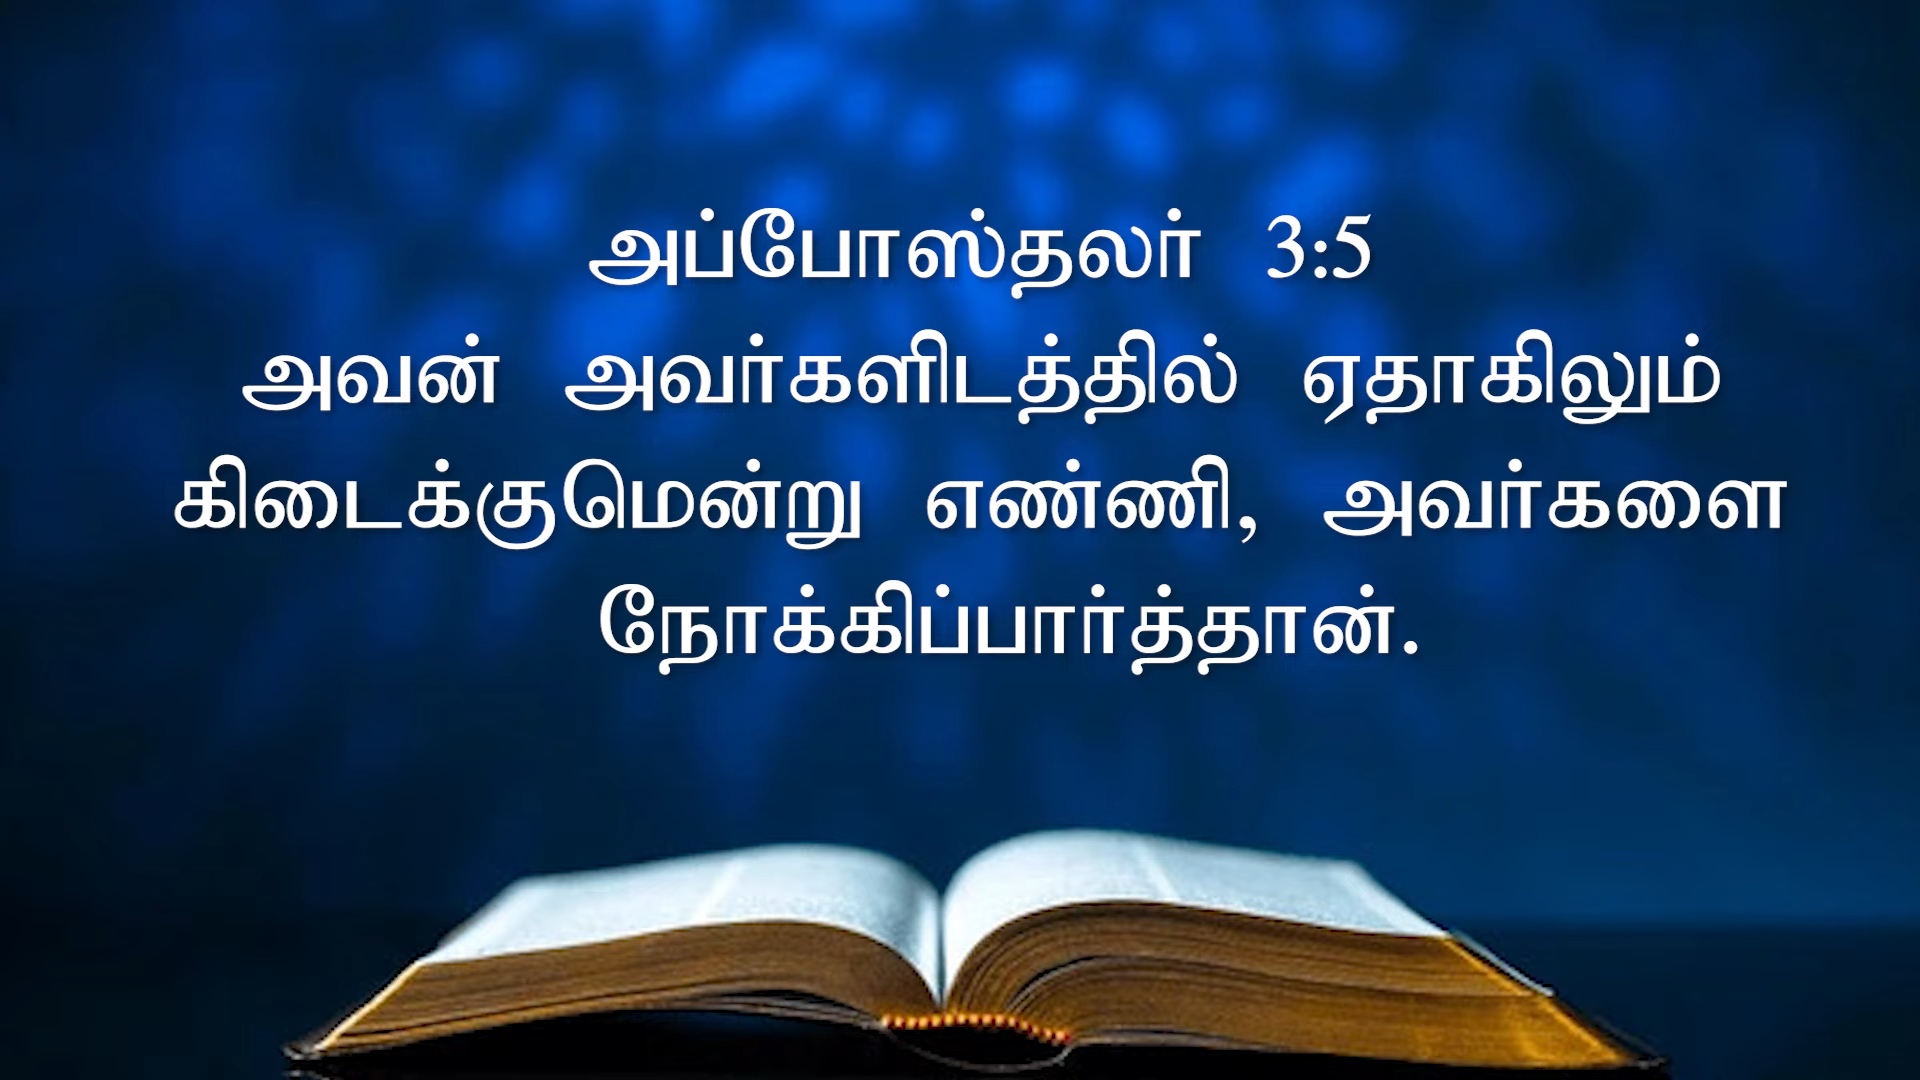 அப்போஸ்தலர் 3:5
அவன் அவர்களிடத்தில் ஏதாகிலும்
கிடைக்குமென்று எண்ணி, அவர்களை
நோக்கிப்பார்த்தான்.